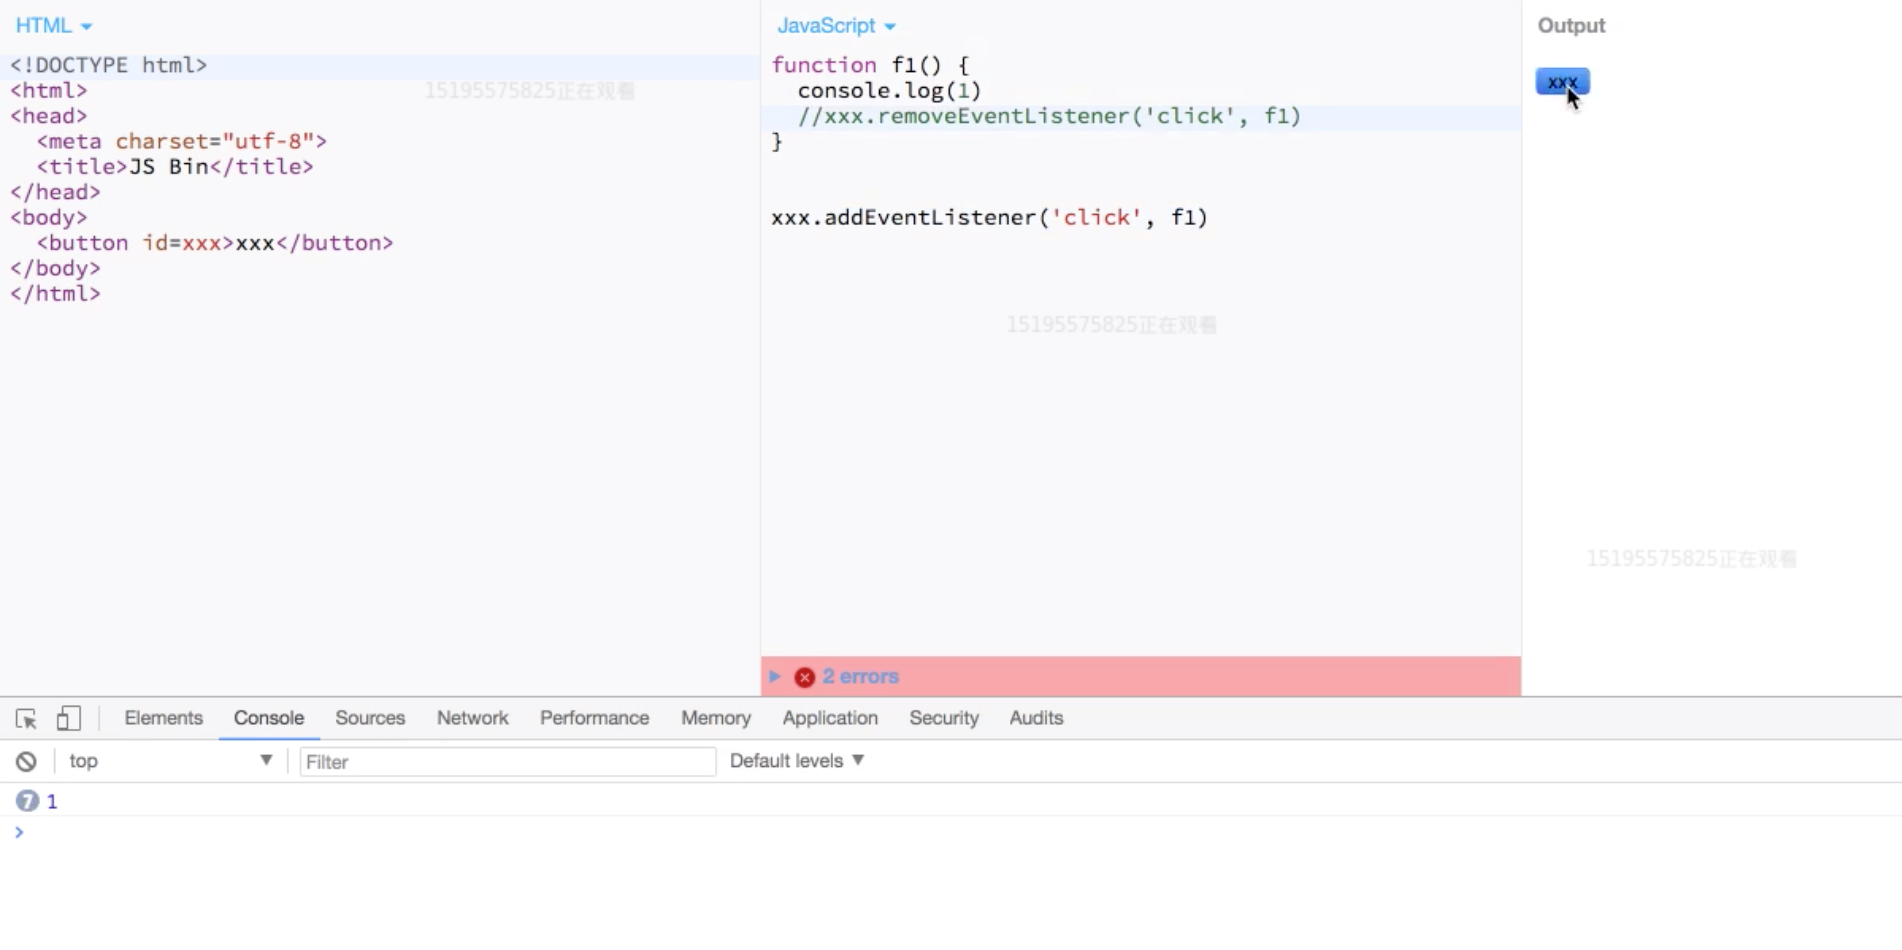 HTML
<!DOCTYPE html>
<html>
<head>
  <meta charset="utf-8">
  <title>JS Bin</title>
</head>
<body>
  <button id=xxx>xxx</button>
</body>
</html>
15195575825正在观看
JavaScript
function f1() {
  console.log(1)
  //xxx.removeEventListener('click', f1)
}
xxx.addEventListener('click', f1)
15195575825正在观看
2 errors
Output
xxx
15195575825正在观看
Elements Console Sources Network Performance Memory Application Security Audits
top Filter Default levels
7 1